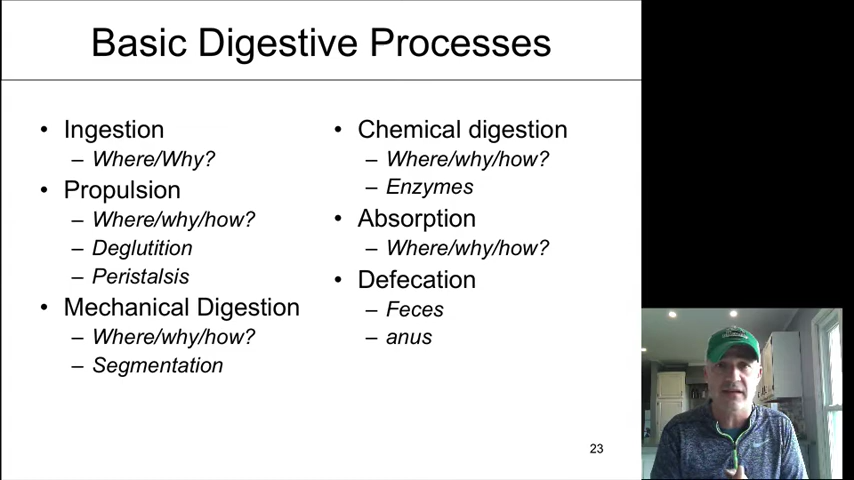 Basic Digestive Processes
• Ingestion
– Where/Why?
• Propulsion
– Where/why/how?
– Deglutition
– Peristalsis
• Mechanical Digestion
– Where/why/how?
– Segmentation
• Chemical digestion
– Where/why/how?
– Enzymes
• Absorption
– Where/why/how?
• Defecation
– Feces
– anus
23